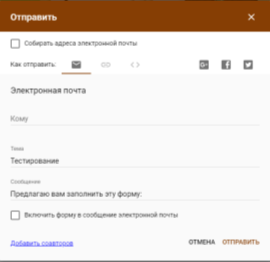 Отправить
Собирать адреса электронной почты
Как отправить:
Электронная почта
Кому
Тема
Тестирование
Сообщение
Предлагаю вам заполнить эту форму:
Включить форму в сообщение электронной почты
Добавить соавторов ОТМЕНА ОТПРАВИТЬ